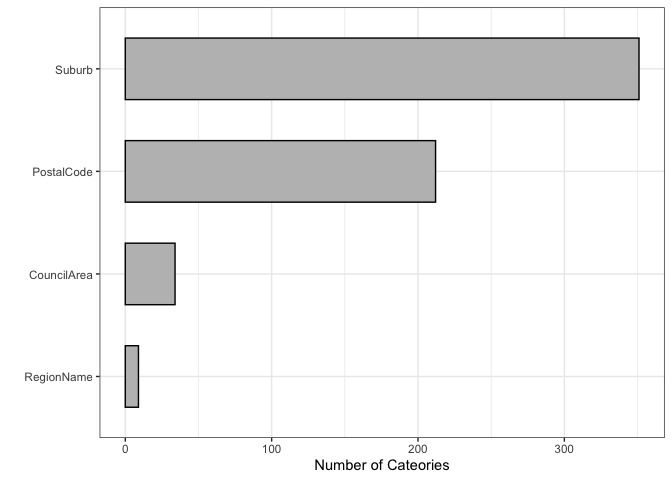 Suburb
PostalCode
CouncilArea
RegionName
0 100 200 300
Number of Cateories